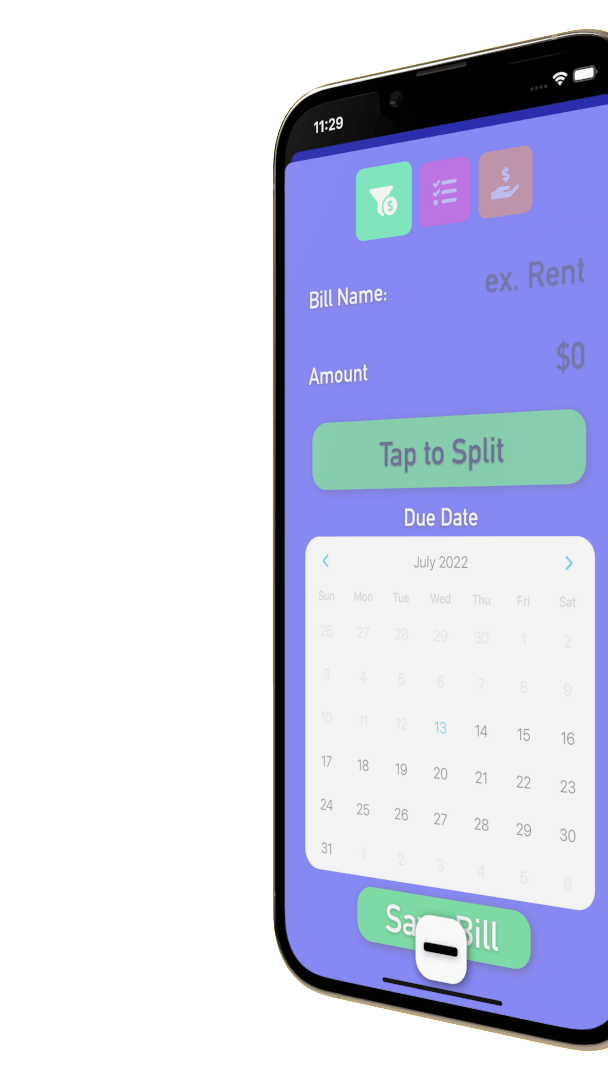 11:29
$
$
Bill Name:
ex. Rent
Amount
$0
Tap to Split
Due Date
July 2022
Sun Mon Tue Wed Thu Fri Sat
26 27 28 29 30 1 2
3 4 5 6 7 8 9
10 11 12 13 14 15 16
17 18 19 20 21 22 23
24 25 26 27 28 29 30
31 1 2 3 4 5 6
Bill